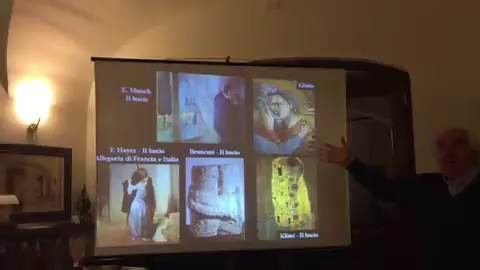 E. Munch
Il bacio
Giotto
F. Hayez - Il bacio
Allegoria di Francia e Italia
Brancusi - Il bacio
Klimt - Il bacio